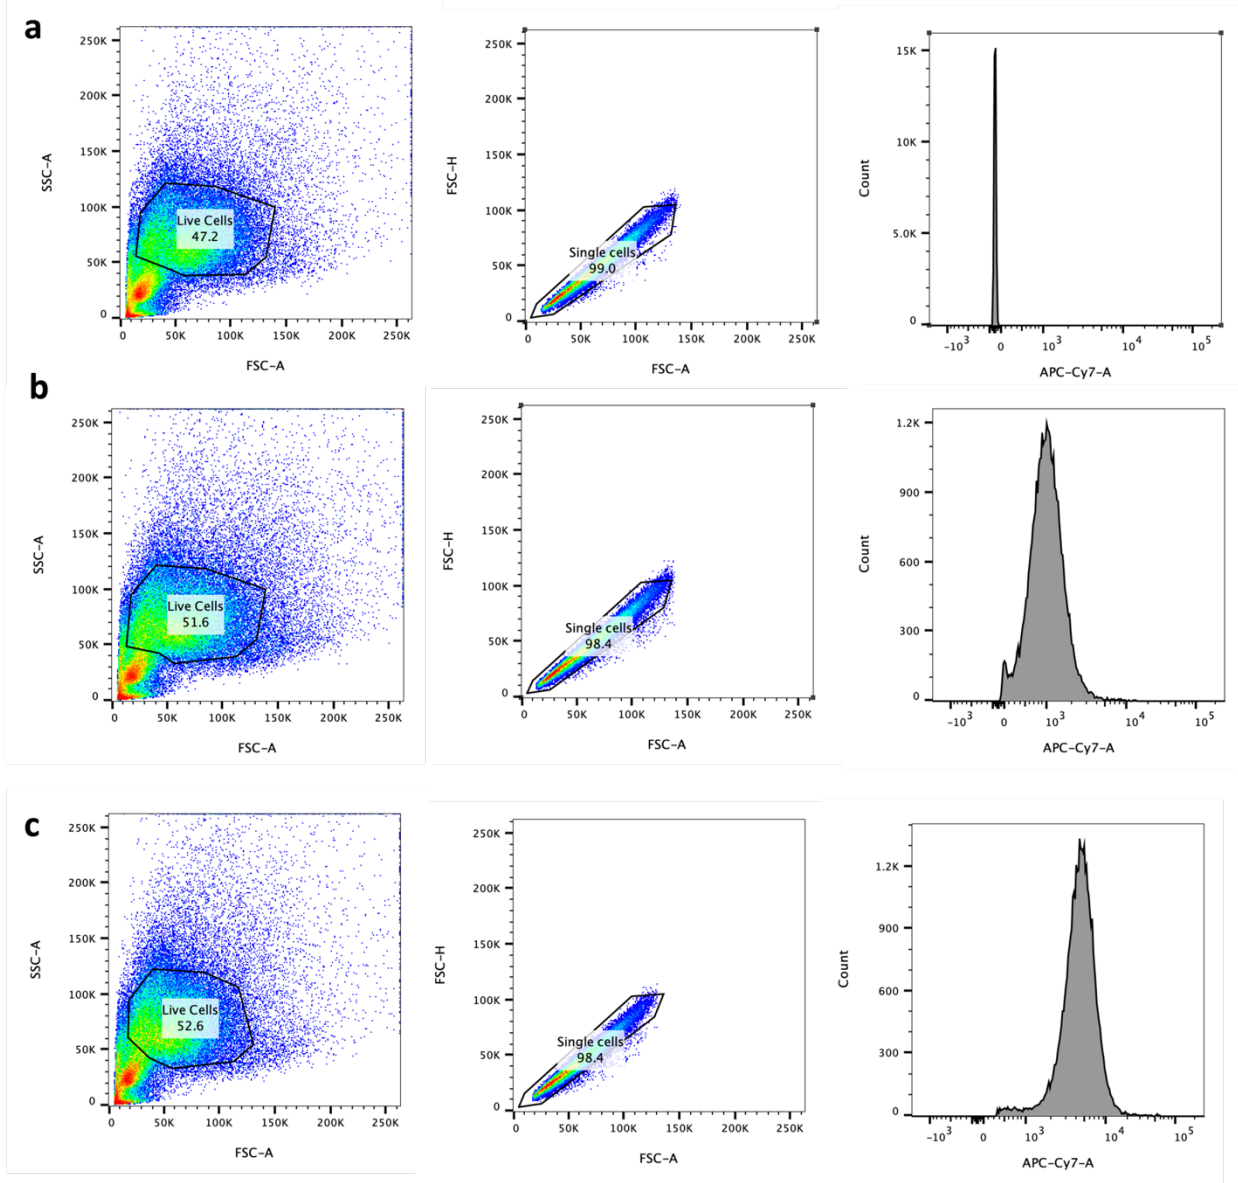 a
250K
200K
150K
100K
50K
0
SSC-A
Live Cells
47.2
0
50K
100K
150K
200K
250K
FSC-A
250K
200K
150K
100K
50K
0
FSC-H
Single cells
99.0
0
50K
100K
150K
200K
250K
FSC-A
15K
10K
5.0K
0
Count
-10³
0
10³
10⁴
10⁵
APC-Cy7-A
b
250K
200K
150K
100K
50K
0
SSC-A
Live Cells
51.6
0
50K
100K
150K
200K
250K
FSC-A
250K
200K
150K
100K
50K
0
FSC-H
Single cells
98.4
0
50K
100K
150K
200K
250K
FSC-A
1.2K
900
600
300
0
Count
-10³
0
10³
10⁴
10⁵
APC-Cy7-A
c
250K
200K
150K
100K
50K
0
SSC-A
Live Cells
52.6
0
50K
100K
150K
200K
250K
FSC-A
250K
200K
150K
100K
50K
0
FSC-H
Single cells
98.4
0
50K
100K
150K
200K
250K
FSC-A
1.2K
900
600
300
0
Count
-10³
0
10³
10⁴
10⁵
APC-Cy7-A